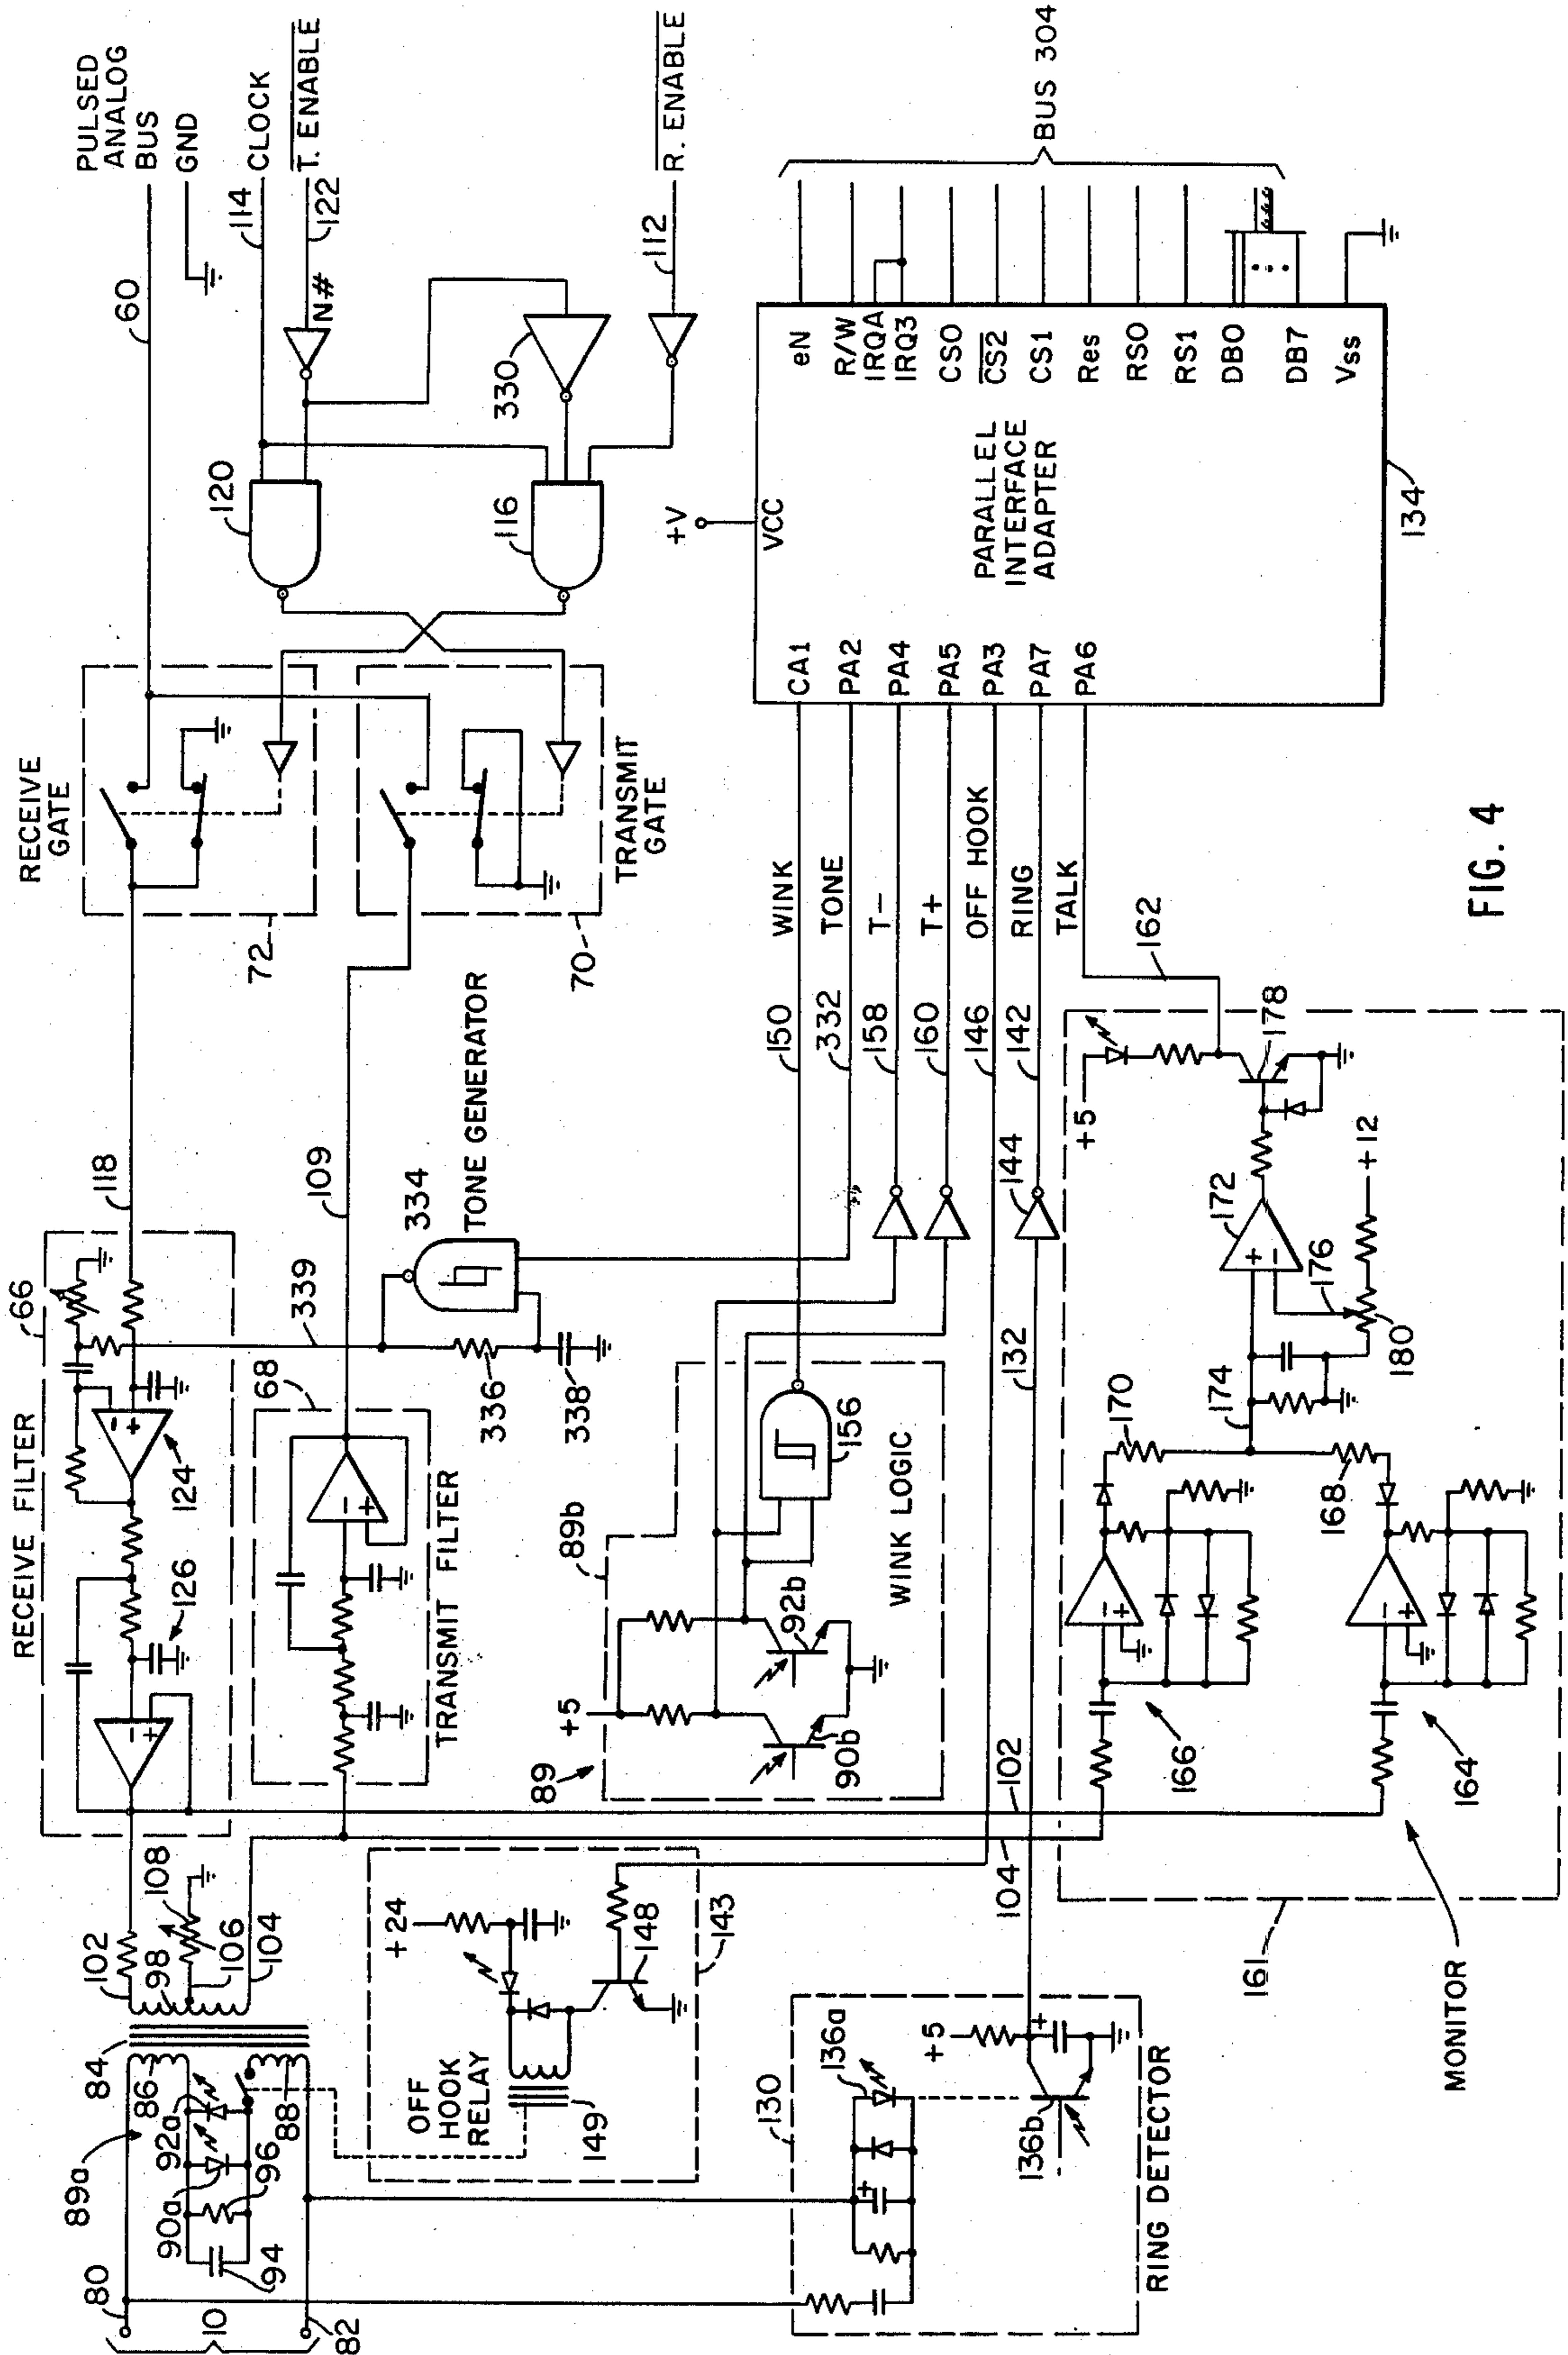 PULSED
ANALOG
BUS
GND
CLOCK
T. ENABLE
R. ENABLE
60
114
122
N#
112
120
116
330
RECEIVE
GATE
72
TRANSMIT
GATE
70
118
109
RECEIVE FILTER
66
124
126
TRANSMIT FILTER
68
TONE GENERATOR
334
339
336
338
102
98
108
106
104
84
86
88
89a
92a
90a
96
94
80
10
82
OFF
HOOK
RELAY
+24
148
149
143
89
89b
+5
90b
92b
156
WINK LOGIC
150
WINK
332
TONE
158
T-
160
T+
146
OFF HOOK
142
RING
TALK
144
132
162
+V
VCC
CA1
PA2
PA4
PA5
PA3
PA7
PA6
PARALLEL
INTERFACE
ADAPTER
eN
R/W
IRQA
IRQ3
CS0
CS2
CS1
Res
RS0
RS1
DB0
DB7
Vss
BUS 304
134
130
136a
+5
136b
RING DETECTOR
104
102
161
MONITOR
166
164
170
168
174
172
176
180
+12
+5
178
FIG. 4